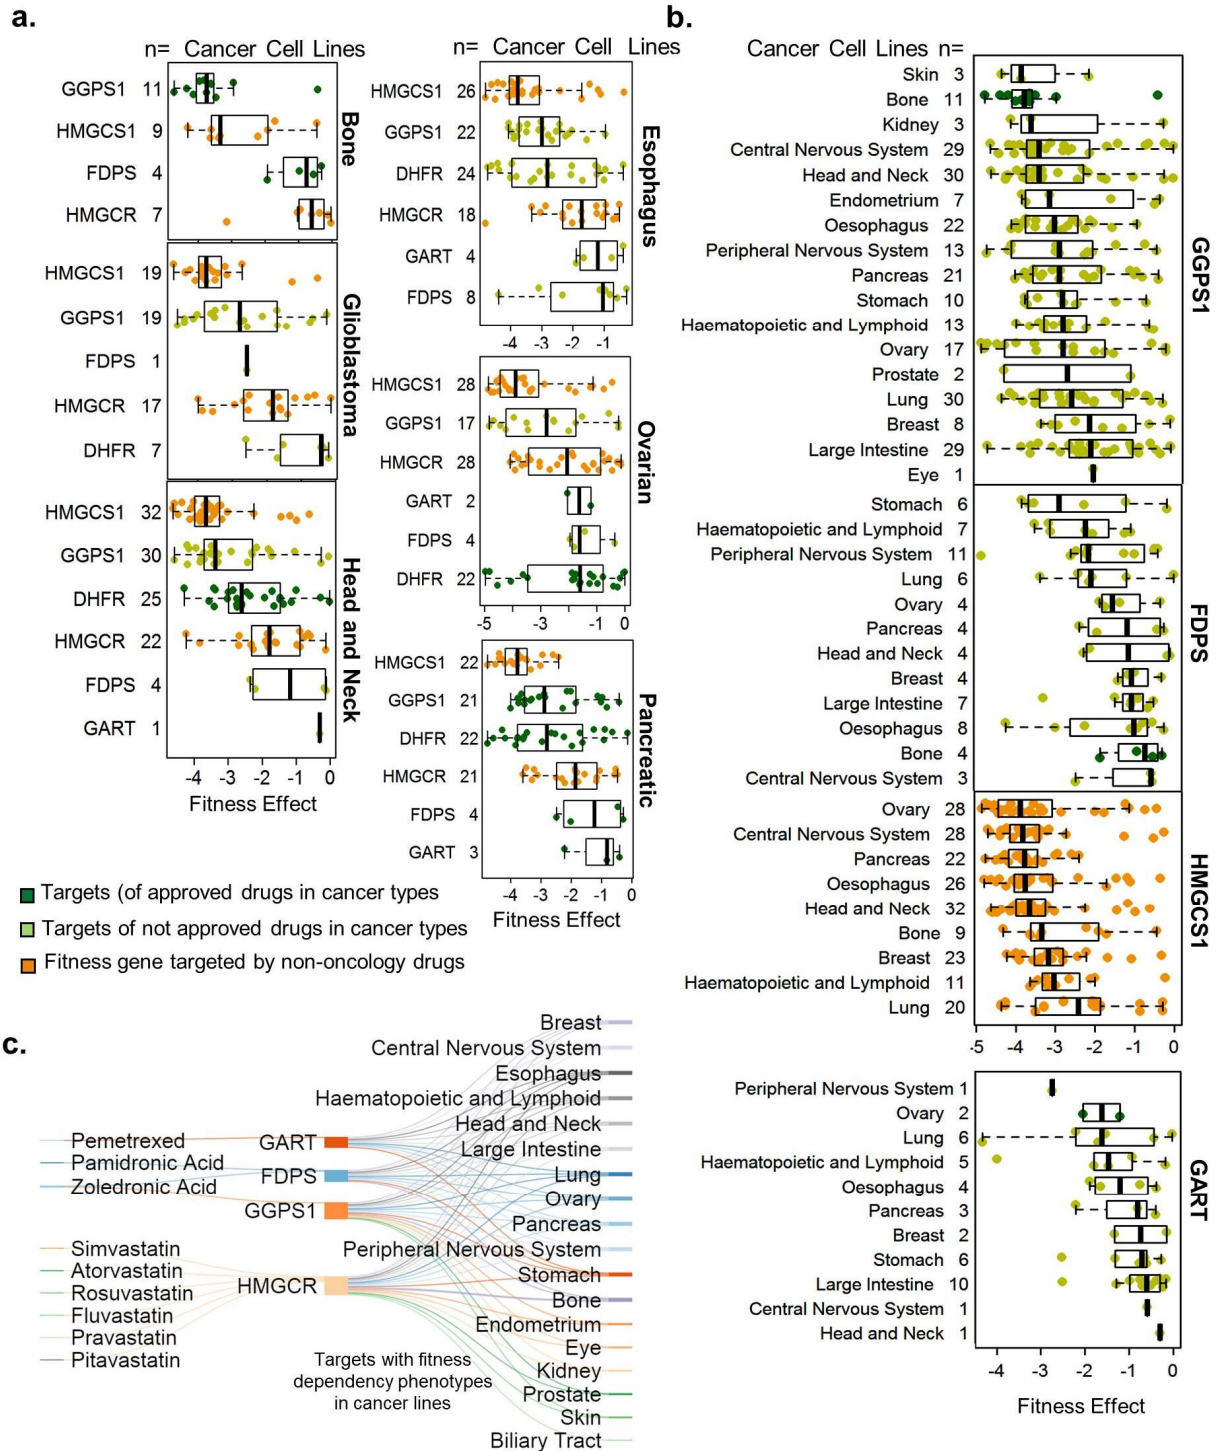 a.
n= Cancer Cell Lines
GGPS1 11
HMGCS1 9
FDPS 4
HMGCR 7
Bone
HMGCS1 19
GGPS1 19
FDPS 1
HMGCR 17
DHFR 7
Glioblastoma
HMGCS1 32
GGPS1 30
DHFR 25
HMGCR 22
FDPS 4
GART 1
Head and Neck
-4 -3 -2 -1 0
Fitness Effect
n= Cancer Cell Lines
HMGCS1 26
GGPS1 22
DHFR 24
HMGCR 18
GART 4
FDPS 8
Esophagus
-4 -3 -2 -1
HMGCS1 28
GGPS1 17
HMGCR 28
GART 2
FDPS 4
DHFR 22
Ovarian
-5 -3 -1 0
HMGCS1 22
GGPS1 21
DHFR 22
HMGCR 21
FDPS 4
GART 3
Pancreatic
-4 -3 -2 -1 0
Fitness Effect
Targets (of approved drugs in cancer types
Targets of not approved drugs in cancer types
Fitness gene targeted by non-oncology drugs
b.
Cancer Cell Lines n=
Skin 3
Bone 11
Kidney 3
Central Nervous System 29
Head and Neck 30
Endometrium 7
Oesophagus 22
Peripheral Nervous System 13
Pancreas 21
Stomach 10
Haematopoietic and Lymphoid 13
Ovary 17
Prostate 2
Lung 30
Breast 8
Large Intestine 29
Eye 1
GGPS1
Stomach 6
Haematopoietic and Lymphoid 7
Peripheral Nervous System 11
Lung 6
Ovary 4
Pancreas 4
Head and Neck 4
Breast 4
Large Intestine 7
Oesophagus 8
Bone 4
Central Nervous System 3
FDPS
Ovary 28
Central Nervous System 28
Pancreas 22
Oesophagus 26
Head and Neck 32
Bone 9
Breast 23
Haematopoietic and Lymphoid 11
Lung 20
HMGCS1
-5 -4 -3 -2 -1 0
Peripheral Nervous System 1
Ovary 2
Lung 6
Haematopoietic and Lymphoid 5
Oesophagus 4
Pancreas 3
Breast 2
Stomach 6
Large Intestine 10
Central Nervous System 1
Head and Neck 1
GART
-4 -3 -2 -1 0
Fitness Effect
c.
Pemetrexed
Pamidronic Acid
Zoledronic Acid
Simvastatin
Atorvastatin
Rosuvastatin
Fluvastatin
Pravastatin
Pitavastatin
GART
FDPS
GGPS1
HMGCR
Breast
Central Nervous System
Esophagus
Haematopoietic and Lymphoid
Head and Neck
Large Intestine
Lung
Ovary
Pancreas
Peripheral Nervous System
Stomach
Bone
Endometrium
Eye
Kidney
Prostate
Skin
Biliary Tract
Targets with fitness
dependency phenotypes
in cancer lines